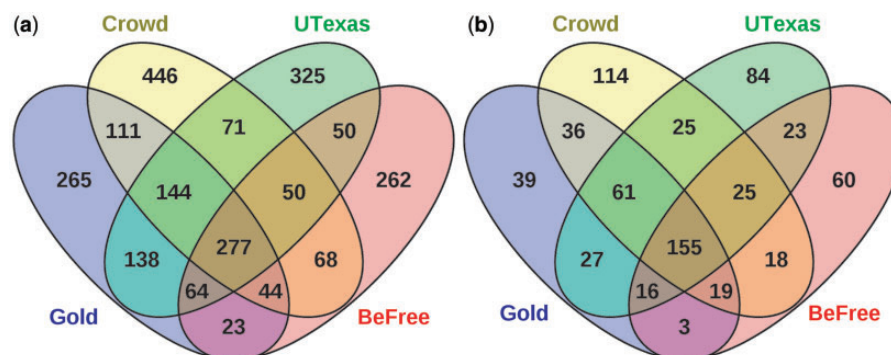 (a) Crowd UTexas
446 325
111 71 50
265 144 50 262
138 277 68
64 44
Gold 23 BeFree
(b) Crowd UTexas
114 84
36 25 23
39 61 25 60
27 155 18
16 19
Gold 3 BeFree